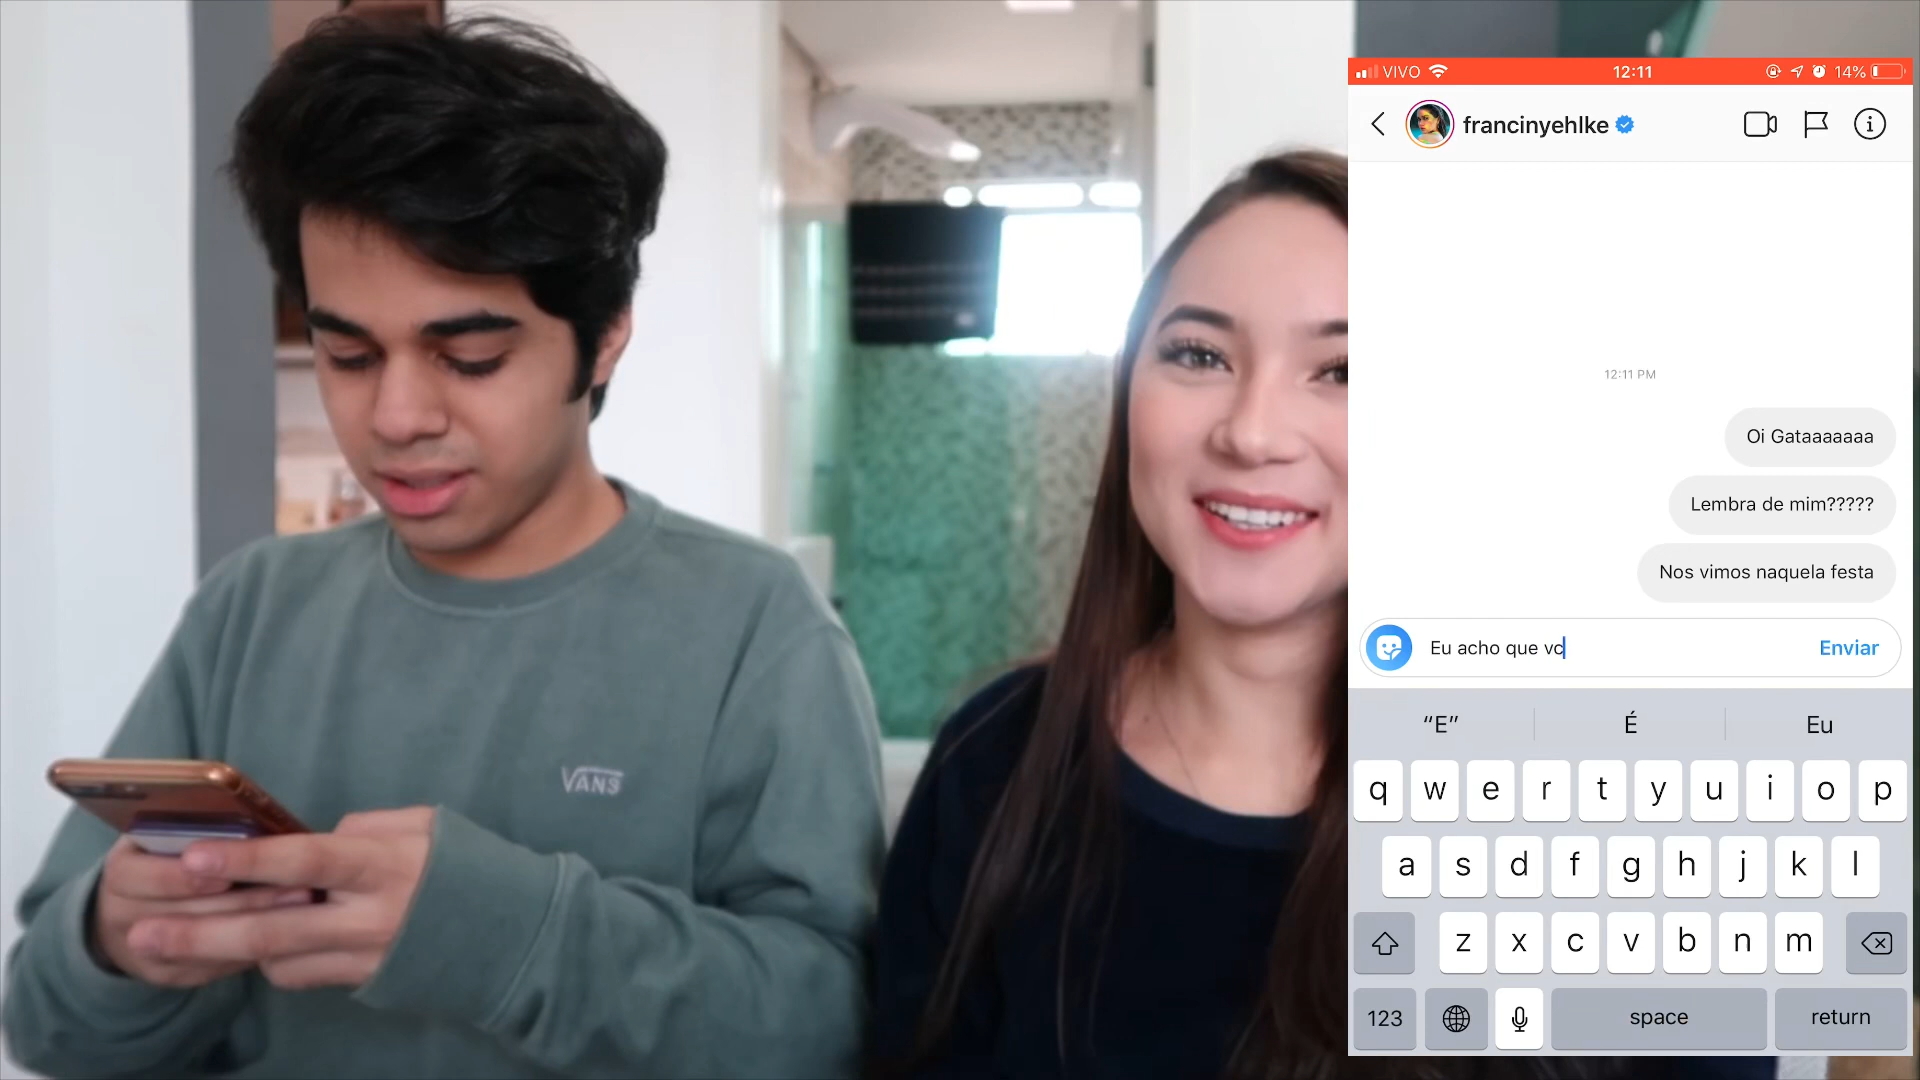 VIVO 12:11 14%
francinyehlke
12:11 PM
Oi Gataaaaaaa
Lembra de mim?????
Nos vimos naquela festa
Eu acho que vc Enviar
“E” É Eu
q w e r t y u i o p
a s d f g h j k l
z x c v b n m
123 space return
VANS